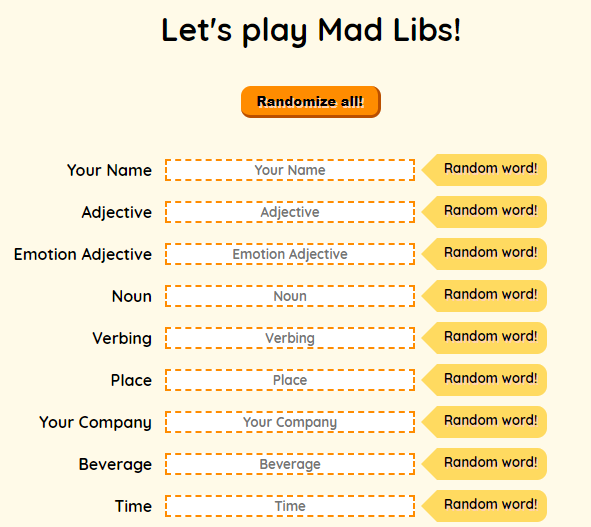 Let's play Mad Libs!
Randomize all!
Your Name Your Name Random word!
Adjective Adjective Random word!
Emotion Adjective Emotion Adjective Random word!
Noun Noun Random word!
Verbing Verbing Random word!
Place Place Random word!
Your Company Your Company Random word!
Beverage Beverage Random word!
Time Time Random word!